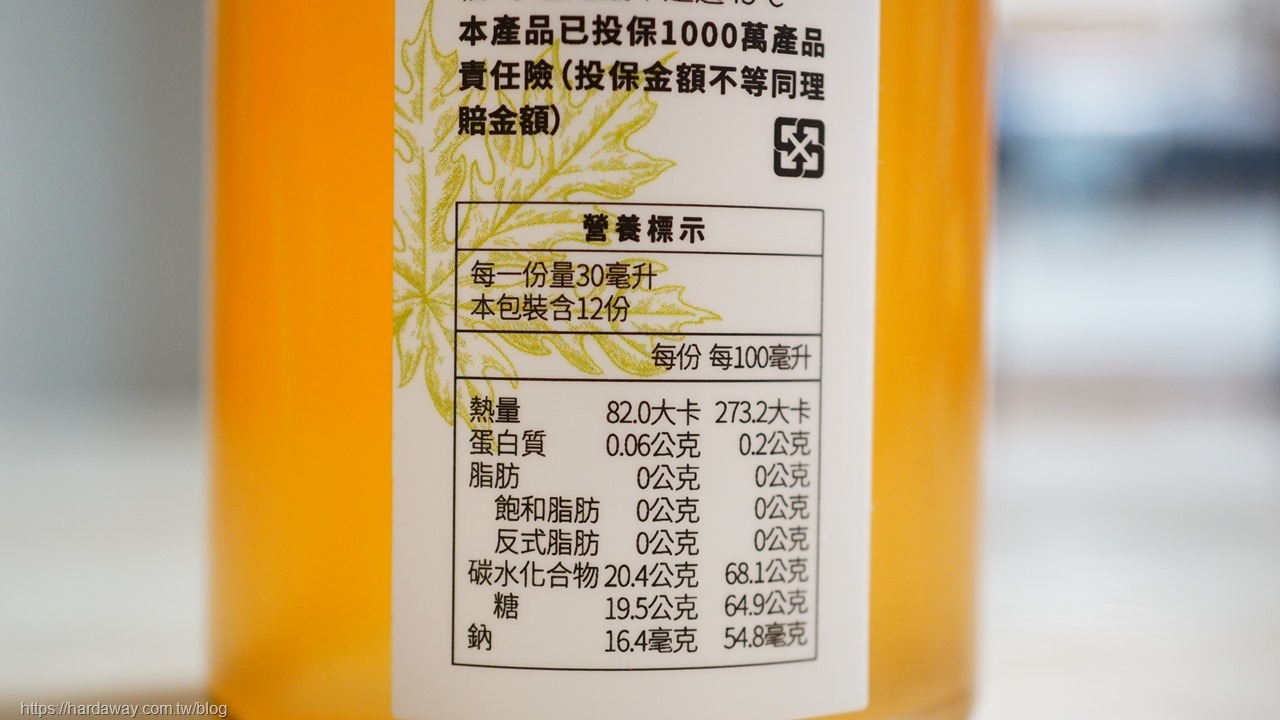 本產品已投保1000萬產品
責任險(投保金額不等同理
賠金額)
營養標示
每一份量30毫升
本包裝含12份
每份 每100毫升
熱量 82.0大卡 273.2大卡
蛋白質 0.06公克 0.2公克
脂肪 0公克 0公克
飽和脂肪 0公克 0公克
反式脂肪 0公克 0公克
碳水化合物 20.4公克 68.1公克
糖 19.5公克 64.9公克
鈉 16.4毫克 54.8毫克
https://hardaway.com.tw/blog